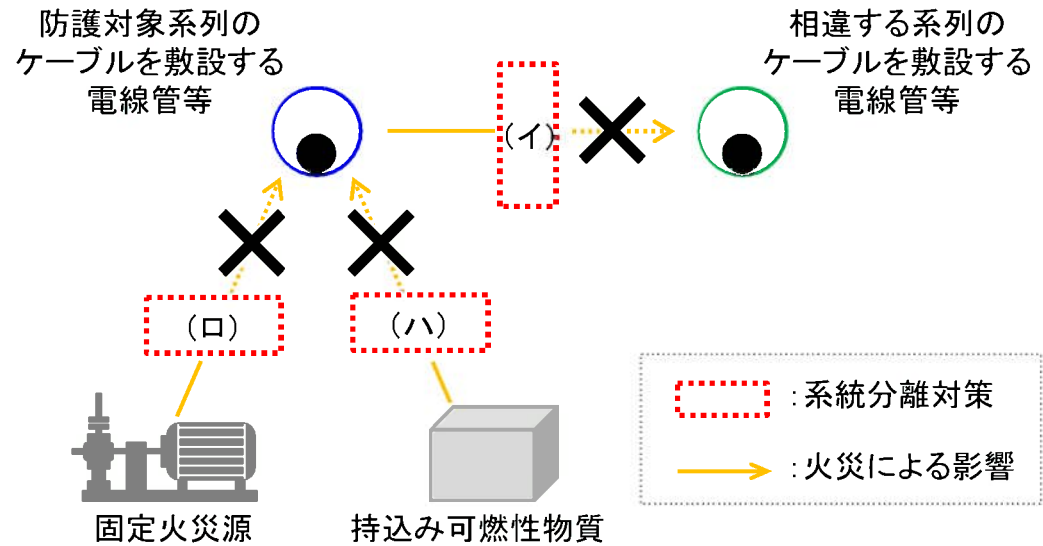 防護対象系列の
ケーブルを敷設する
電線管等
相違する系列の
ケーブルを敷設する
電線管等
(イ)
(ロ)
(ハ)
固定火災源
持込み可燃性物質
:系統分離対策
:火災による影響